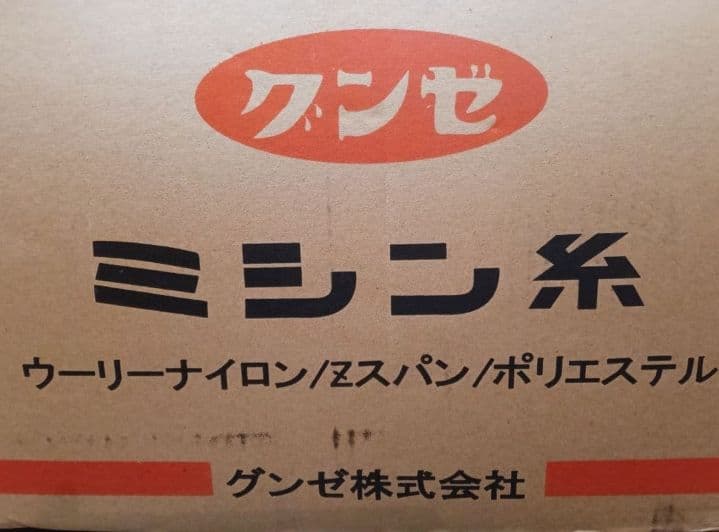 グンゼ
ミシン糸
ウーリーナイロン/Zスパン/ポリエステル
グンゼ株式会社